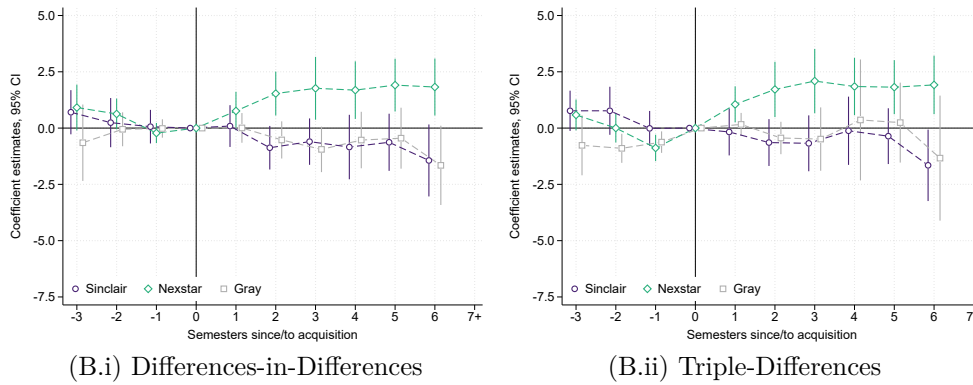 5.0
2.5
0.0
-2.5
-5.0
-7.5
Coefficient estimates, 95% CI
Sinclair Nexstar Gray
-3 -2 -1 0 1 2 3 4 5 6 7+
Semesters since/to acquisition
(B.i) Differences-in-Differences
5.0
2.5
0.0
-2.5
-5.0
-7.5
Coefficient estimates, 95% CI
Sinclair Nexstar Gray
-3 -2 -1 0 1 2 3 4 5 6 7
Semesters since/to acquisition
(B.ii) Triple-Differences